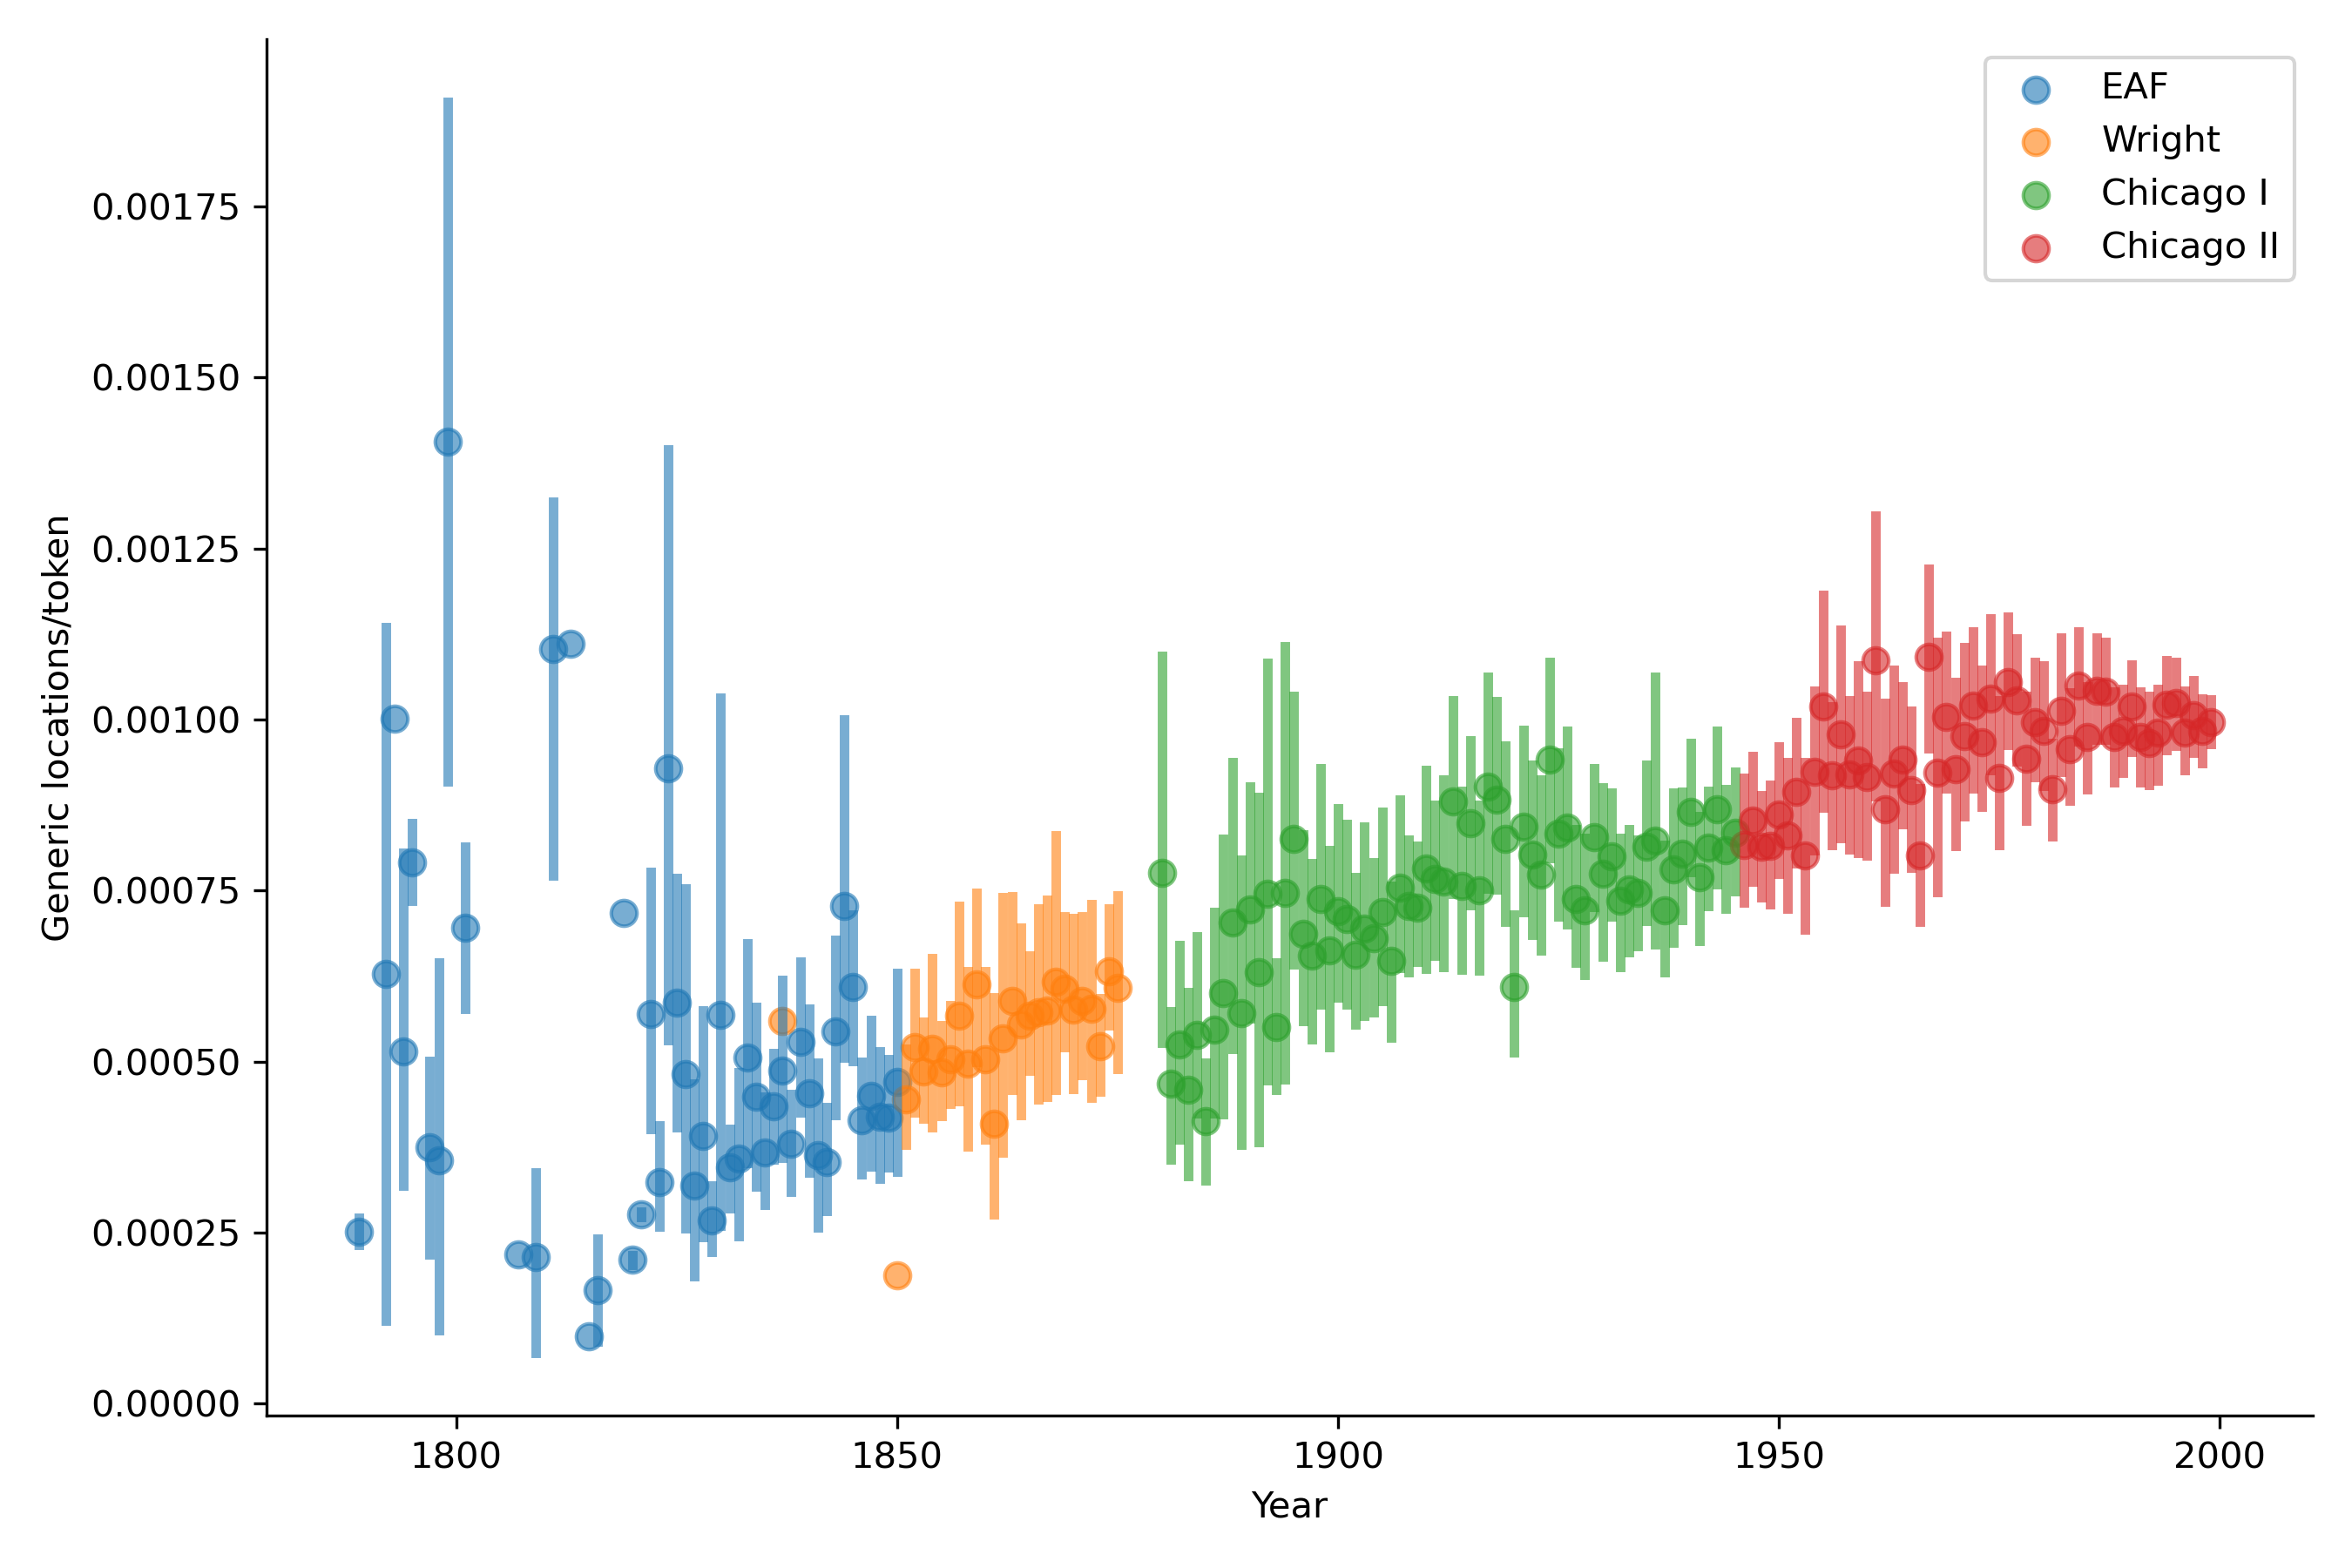 EAF
Wright
Chicago I
Chicago II
0.00175
0.00150
0.00125
0.00100
0.00075
0.00050
0.00025
0.00000
Generic locations/token
1800 1850 1900 1950 2000
Year